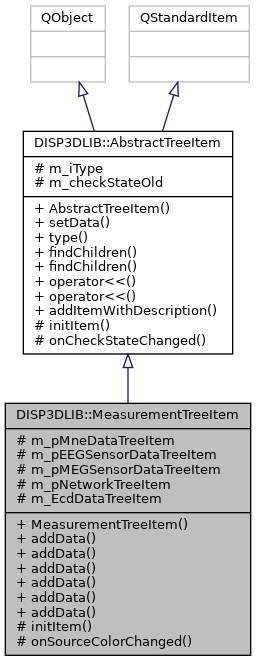 QObject
QStandardItem
DISP3DLIB::AbstractTreeItem
# m_iType
# m_checkStateOld
+ AbstractTreeItem()
+ setData()
+ type()
+ findChildren()
+ findChildren()
+ operator<<()
+ operator<<()
+ addItemWithDescription()
# initItem()
# onCheckStateChanged()
DISP3DLIB::MeasurementTreeItem
# m_pMneDataTreeItem
# m_pEEGSensorDataTreeItem
# m_pMEGSensorDataTreeItem
# m_pNetworkTreeItem
# m_EcdDataTreeItem
+ MeasurementTreeItem()
+ addData()
+ addData()
+ addData()
+ addData()
+ addData()
+ addData()
# initItem()
# onSourceColorChanged()